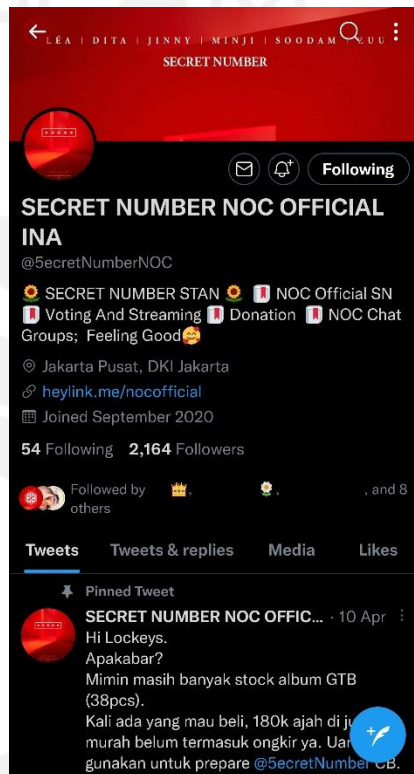 LÉA | DITA | JINNY | MINJI | SOODAM | ZUU
SECRET NUMBER
Following
SECRET NUMBER NOC OFFICIAL
INA
@5ecretNumberNOC
🌻 SECRET NUMBER STAN 🌻 NOC Official SN
Voting And Streaming Donation NOC Chat
Groups; Feeling Good🥰
Jakarta Pusat, DKI Jakarta
heylink.me/nocofficial
Joined September 2020
54 Following 2,164 Followers
Followed by 👑, 🌼, , and 8
others
Tweets Tweets & replies Media Likes
Pinned Tweet
SECRET NUMBER NOC OFFIC... · 10 Apr
Hi Lockeys.
Apakabar?
Mimin masih banyak stock album GTB
(38pcs).
Kali ada yang mau beli, 180k ajah di ju
murah belum termasuk ongkir ya. Uan
gunakan untuk prepare @5ecretNumber CB.